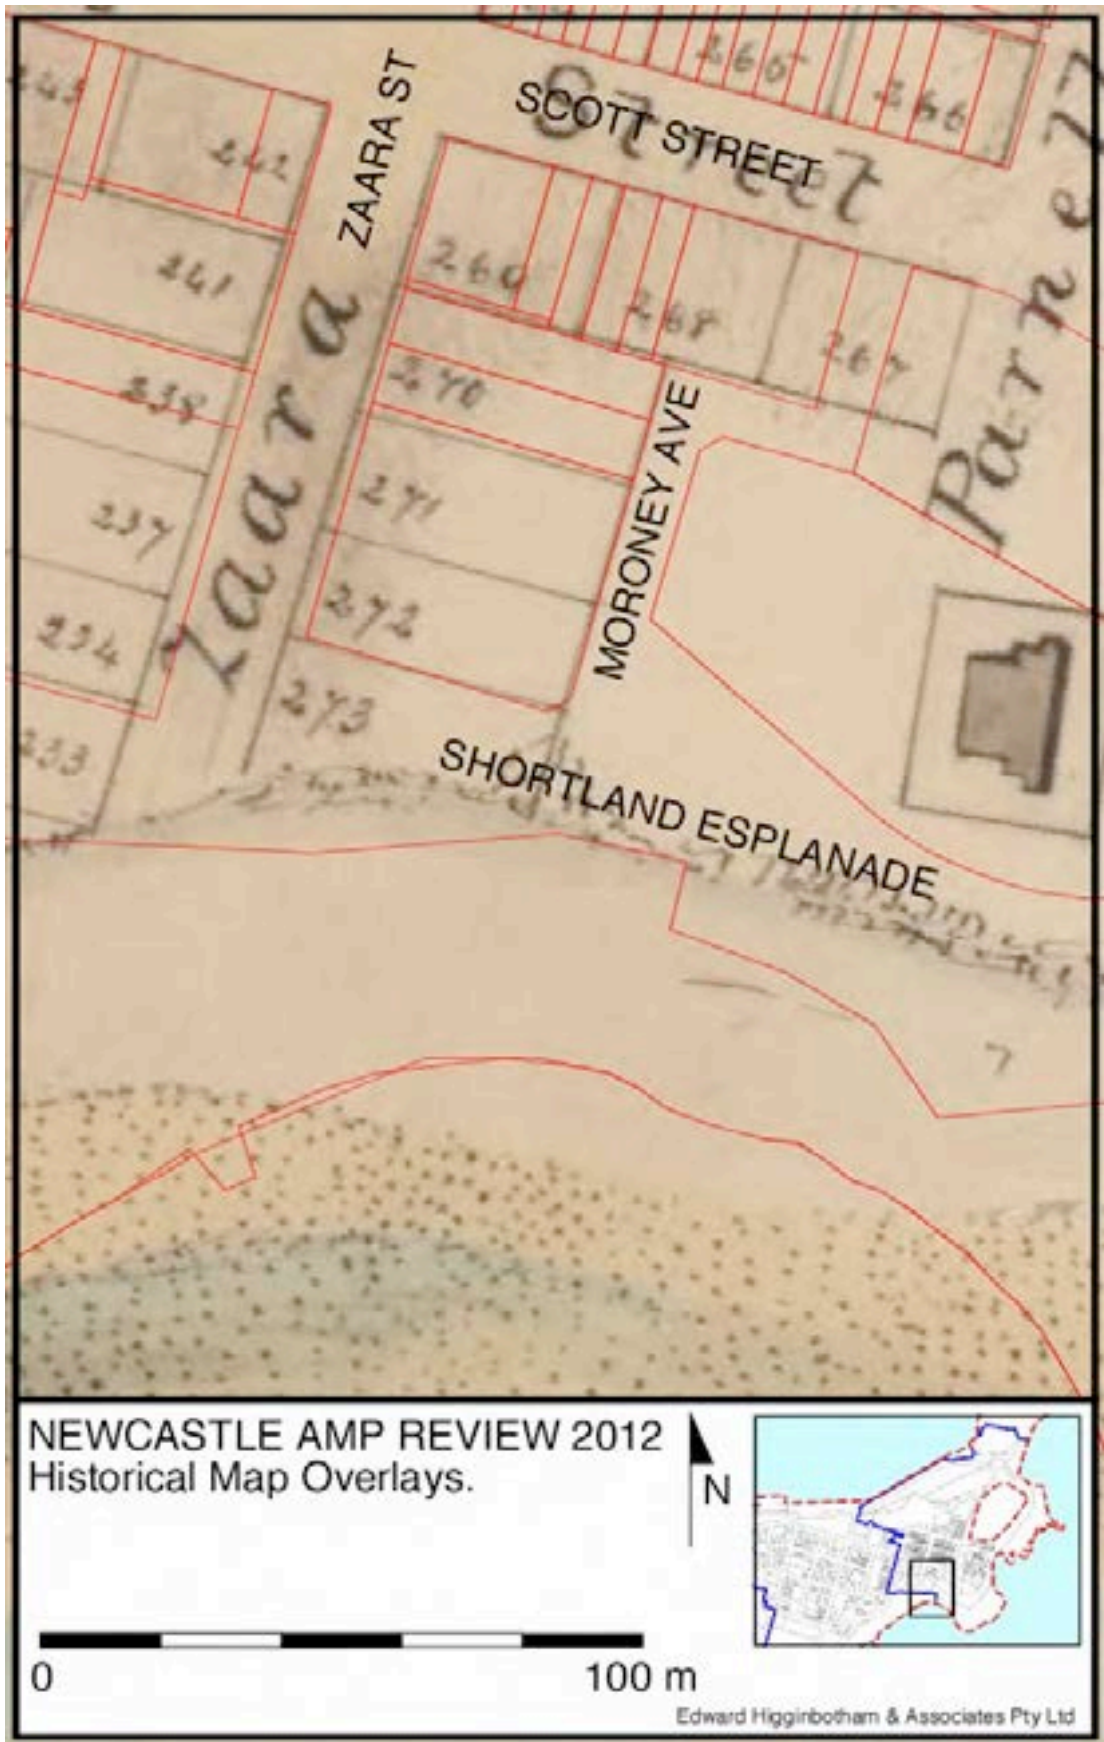 265
266
243
242
ZAARA ST
SCOTT STREET
Street
Parnell
241
269
268
267
Zaara
238
270
MORONEY AVE
271
237
272
234
273
233
SHORTLAND ESPLANADE
7
NEWCASTLE AMP REVIEW 2012
Historical Map Overlays.
N
0 100 m
Edward Higginbotham & Associates Pty Ltd